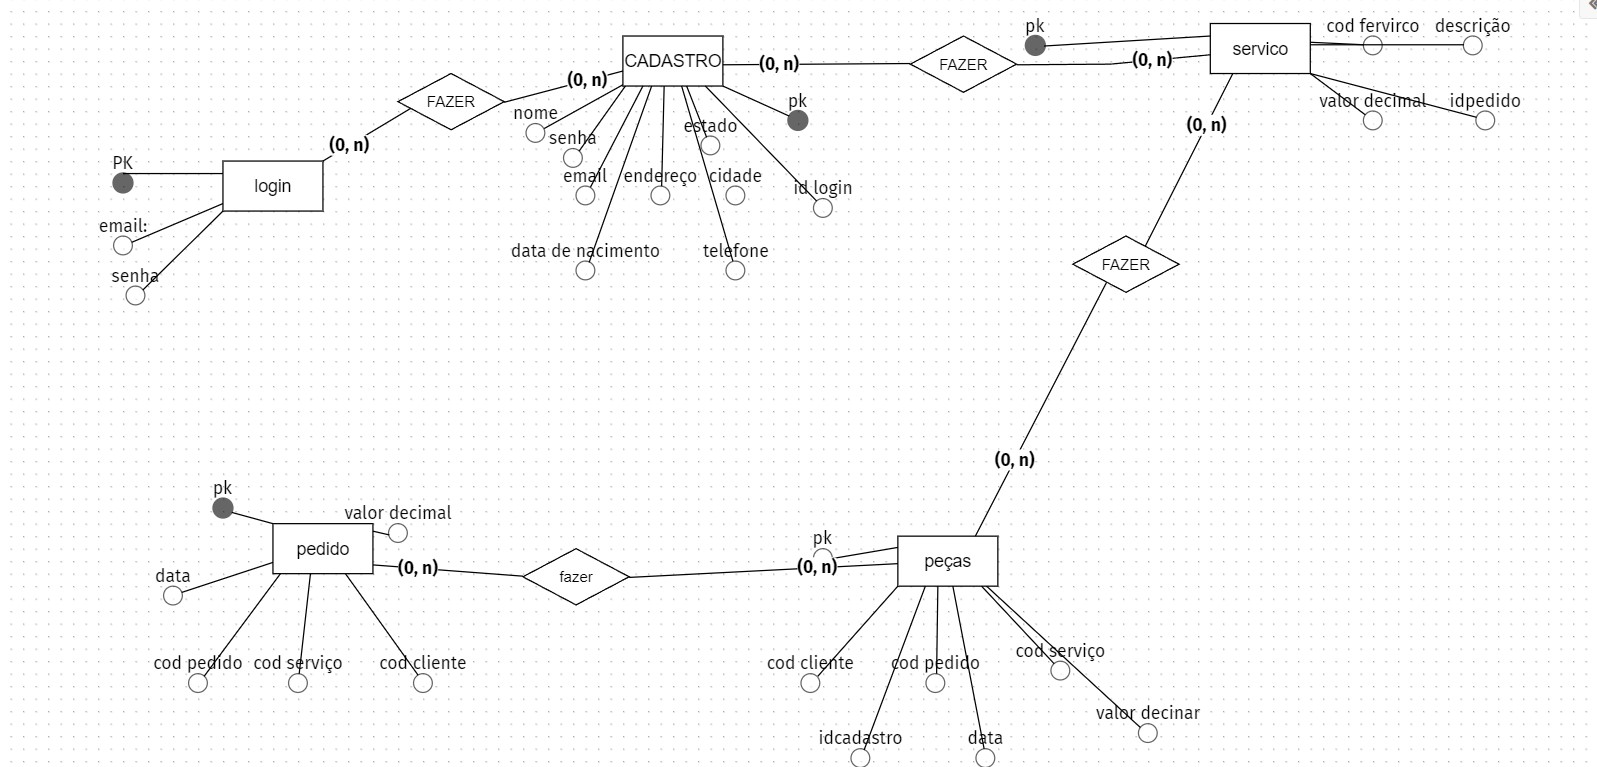 pk
cod fervirco
descrição
CADASTRO
(0, n)
FAZER
(0, n)
servico
(0, n)
FAZER
nome
senha
estado
pk
valor decimal
idpedido
(0, n)
(0, n)
PK
login
email
endereço
cidade
id login
email:
senha
data de nacimento
telefone
FAZER
(0, n)
pk
valor decimal
pedido
(0, n)
fazer
pk
(0, n)
peças
data
cod pedido
cod serviço
cod cliente
cod cliente
cod pedido
cod serviço
valor decinar
idcadastro
data